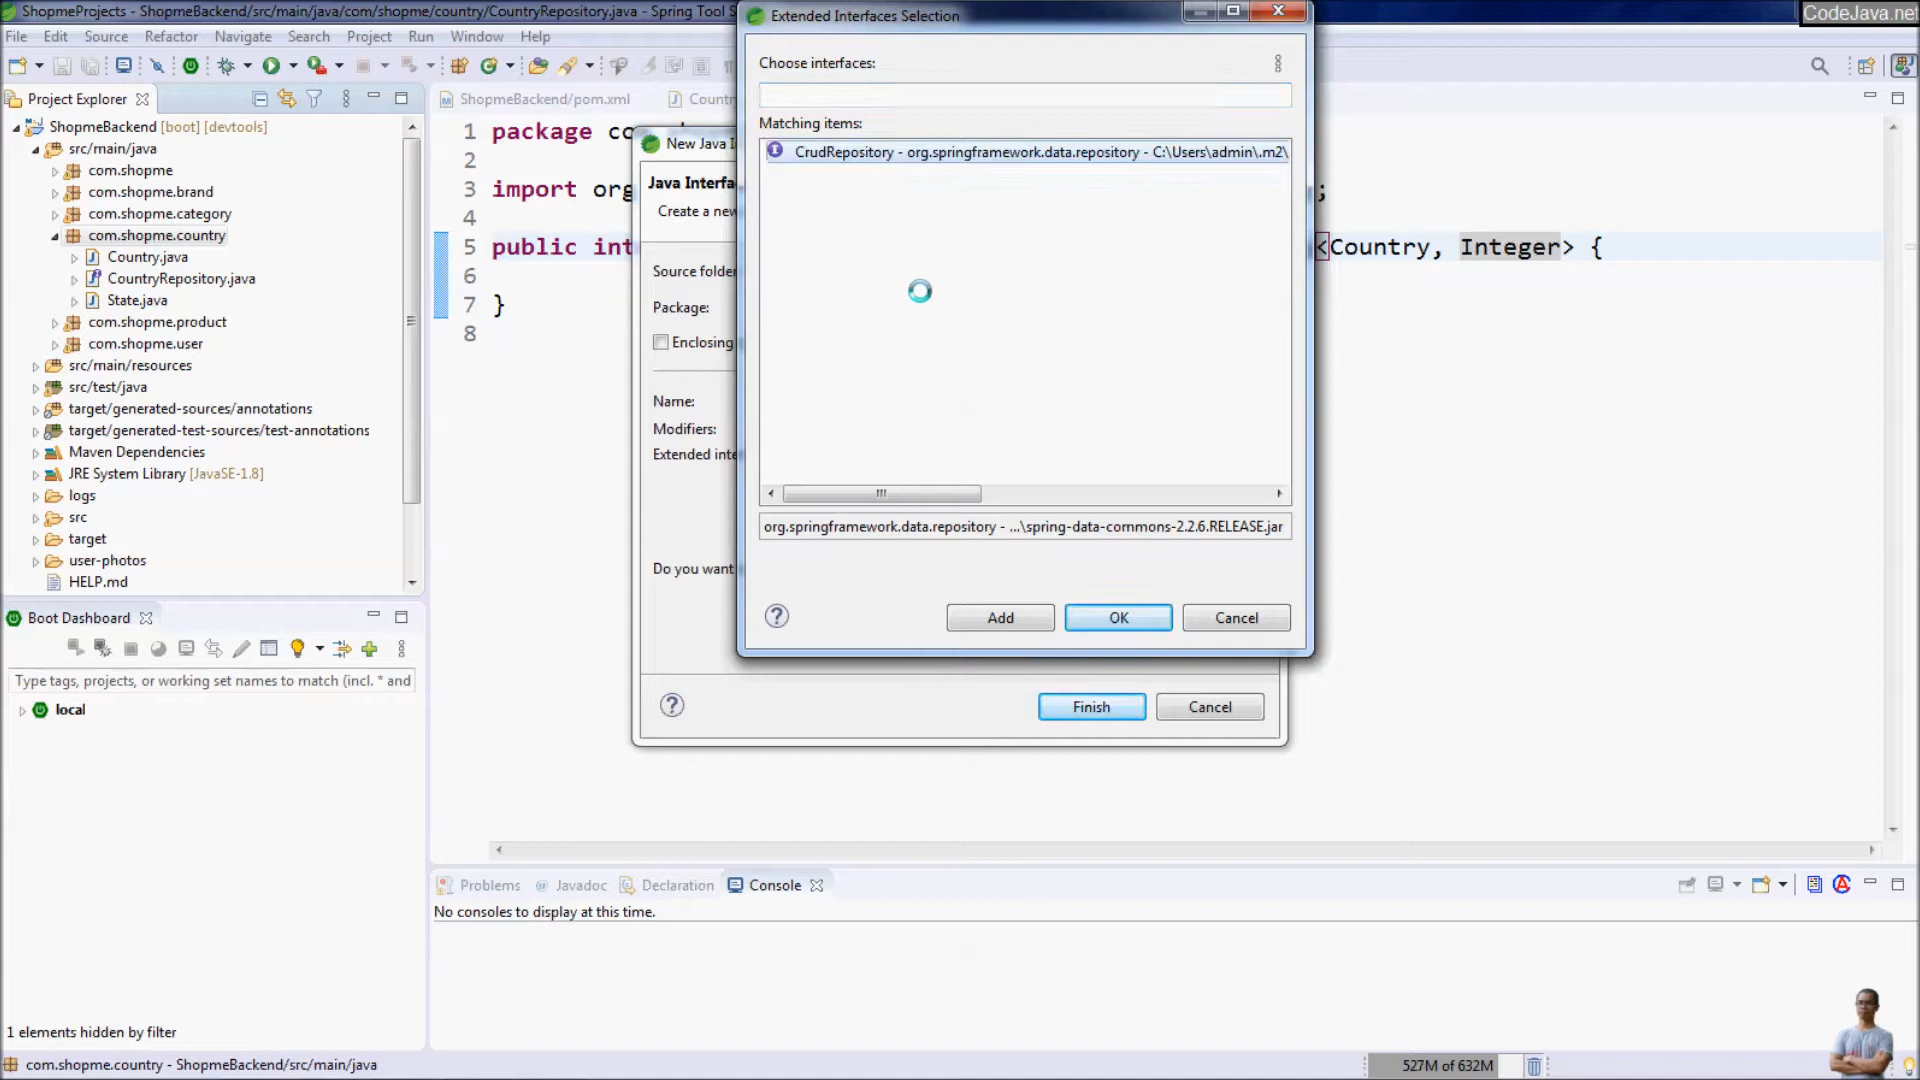 ShopmeProjects - ShopmeBackend/src/main/java/com/shopme/country/CountryRepository.java - Spring Tool S
Extended Interfaces Selection
CodeJava.net
File Edit Source Refactor Navigate Search Project Run Window Help
Choose interfaces:
Project Explorer
ShopmeBackend/pom.xml
Count
Matching items:
ShopmeBackend [boot] [devtools]
1 package co
CrudRepository - org.springframework.data.repository - C:\Users\admin\.m2\
New Java I
src/main/java
2
com.shopme
Java Interfa
com.shopme.brand
3 import org ;
Create a new
com.shopme.category
4
com.shopme.country
5 public int <Country, Integer> {
Country.java
Source folder
6
CountryRepository.java
State.java
7 }
Package:
com.shopme.product
8
com.shopme.user
Enclosing
src/main/resources
src/test/java
Name:
target/generated-sources/annotations
Modifiers:
target/generated-test-sources/test-annotations
Extended inte
Maven Dependencies
JRE System Library [JavaSE-1.8]
logs
src
org.springframework.data.repository - ...\spring-data-commons-2.2.6.RELEASE.jar
target
user-photos
Do you want
HELP.md
Boot Dashboard
Add OK Cancel
Type tags, projects, or working set names to match (incl. * and
local
Finish Cancel
Problems @ Javadoc Declaration Console
No consoles to display at this time.
1 elements hidden by filter
com.shopme.country - ShopmeBackend/src/main/java
527M of 632M